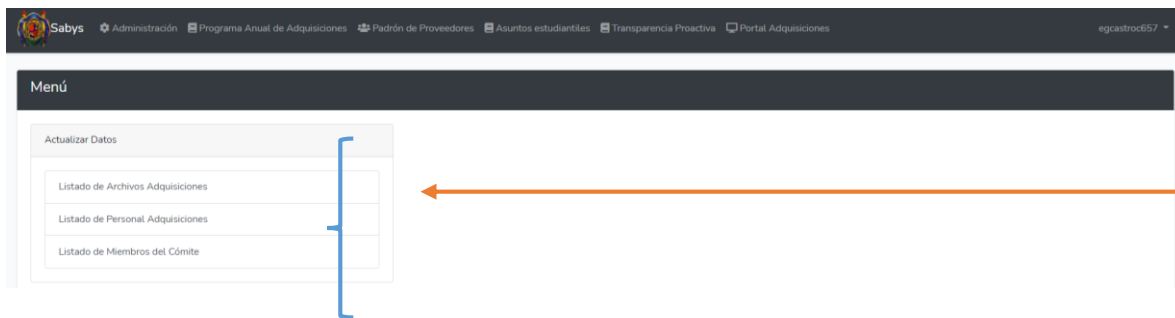 Sabys Administración Programa Anual de Adquisiciones Padrón de Proveedores Asuntos estudiantiles Transparencia Proactiva Portal Adquisiciones egcastroc657
Menú
Actualizar Datos
Listado de Archivos Adquisiciones
Listado de Personal Adquisiciones
Listado de Miembros del Cómite